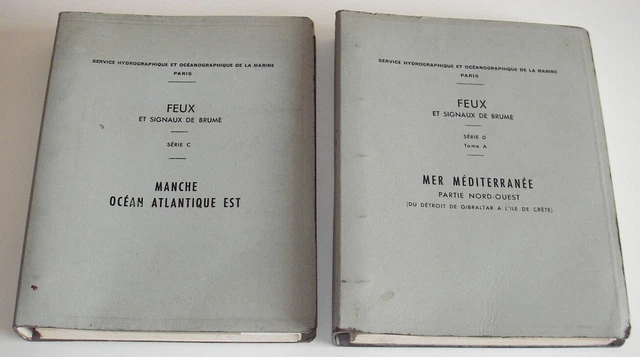 SERVICE HYDROGRAPHIQUE ET OCÉANOGRAPHIQUE DE LA MARINE
PARIS
FEUX
ET SIGNAUX DE BRUME
SÉRIE C
MANCHE
OCÉAN ATLANTIQUE EST
SERVICE HYDROGRAPHIQUE ET OCÉANOGRAPHIQUE DE LA MARINE
PARIS
FEUX
ET SIGNAUX DE BRUME
SÉRIE D
Tome A
MER MÉDITERRANÉE
PARTIE NORD-OUEST
(DU DÉTROIT DE GIBRALTAR A L'ILE DE CRÈTE)